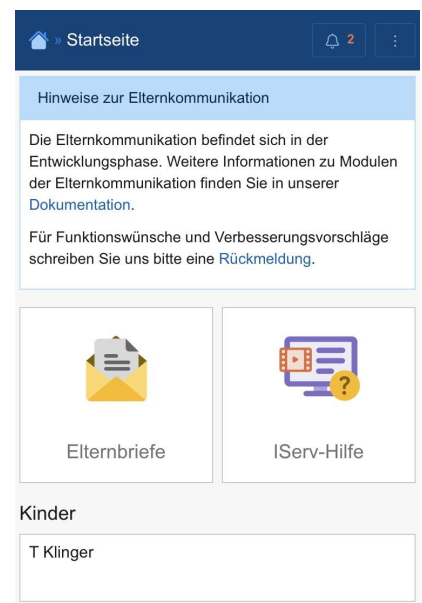 » Startseite
2
Hinweise zur Elternkommunikation
Die Elternkommunikation befindet sich in der
Entwicklungsphase. Weitere Informationen zu Modulen
der Elternkommunikation finden Sie in unserer
Dokumentation.
Für Funktionswünsche und Verbesserungsvorschläge
schreiben Sie uns bitte eine Rückmeldung.
?
Elternbriefe
IServ-Hilfe
Kinder
T Klinger